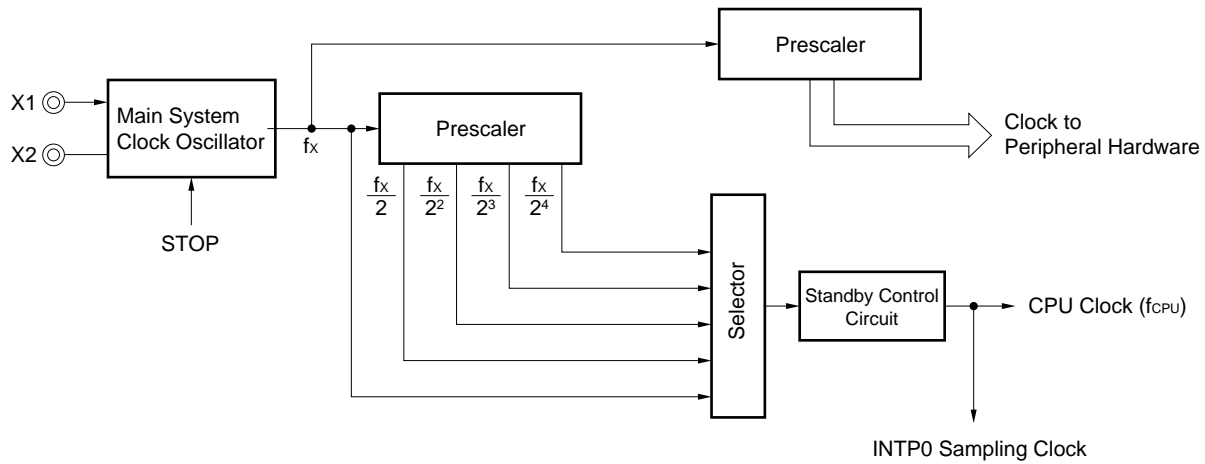 Prescaler
X1
Main System
Clock Oscillator
X2
fX
Prescaler
Clock to
Peripheral Hardware
fX/2
fX/2²
fX/2³
fX/2⁴
STOP
Selector
Standby Control
Circuit
CPU Clock (fCPU)
INTP0 Sampling Clock